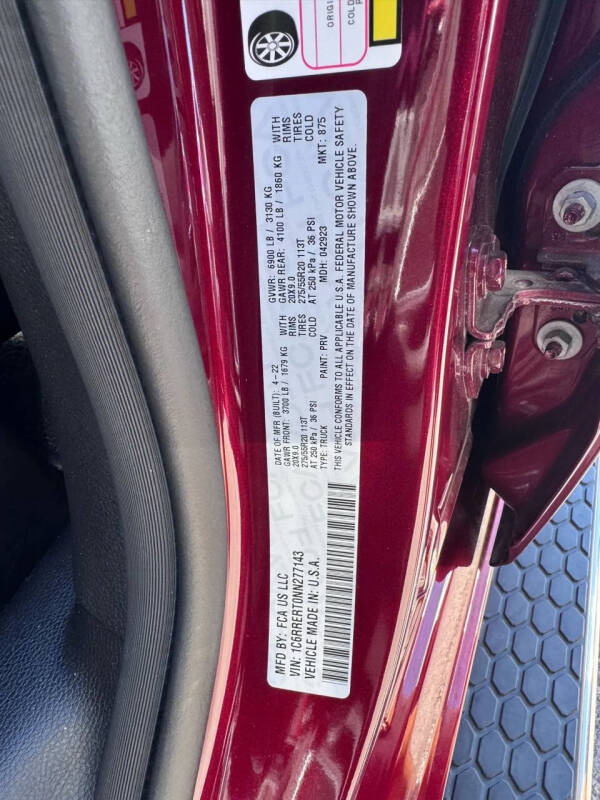 ORIGI
COLD
MFD BY: FCA US LLC
VIN: 1C6RRERT0NN277143
VEHICLE MADE IN: U.S.A.
DATE OF MFR (BUILT): 4-22 GVWR: 6900 LB / 3130 KG
GAWR FRONT: 3700 LB / 1679 KG WITH GAWR REAR: 4100 LB / 1860 KG WITH
20X9.0 RIMS 20X9.0 RIMS
275/55R20 113T TIRES 275/55R20 113T TIRES
AT 250 kPa / 36 PSI COLD AT 250 kPa / 36 PSI COLD
TYPE: TRUCK PAINT: PRV MDH: 042923 MKT: 875
THIS VEHICLE CONFORMS TO ALL APPLICABLE U.S.A. FEDERAL MOTOR VEHICLE SAFETY
STANDARDS IN EFFECT ON THE DATE OF MANUFACTURE SHOWN ABOVE.